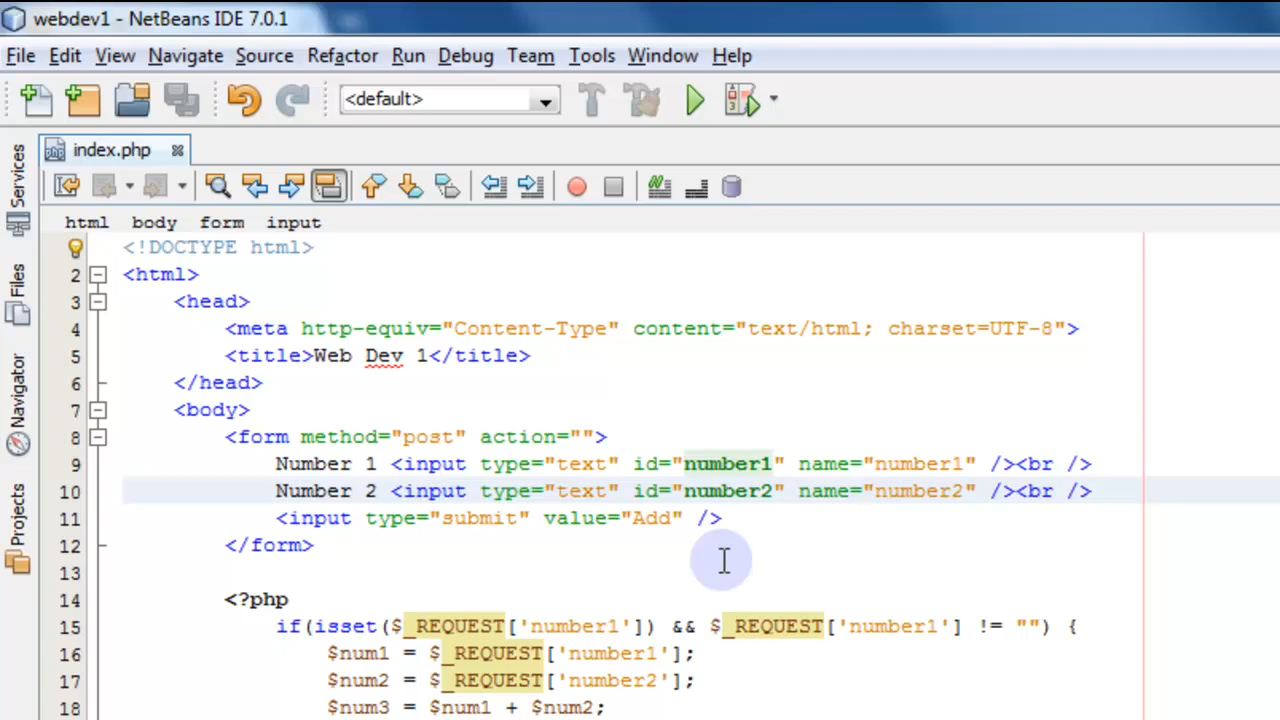 webdev1 - NetBeans IDE 7.0.1
File Edit View Navigate Source Refactor Run Debug Team Tools Window Help
<default>
index.php
html body form input
Services
Files
Navigator
Projects
<!DOCTYPE html>
2 <html>
3 <head>
4 <meta http-equiv="Content-Type" content="text/html; charset=UTF-8">
5 <title>Web Dev 1</title>
6 </head>
7 <body>
8 <form method="post" action="">
9 Number 1 <input type="text" id="number1" name="number1" /><br />
10 Number 2 <input type="text" id="number2" name="number2" /><br />
11 <input type="submit" value="Add" />
12 </form>
13
14 <?php
15 if(isset($_REQUEST['number1']) && $_REQUEST['number1'] != "") {
16 $num1 = $_REQUEST['number1'];
17 $num2 = $_REQUEST['number2'];
18 $num3 = $num1 + $num2;